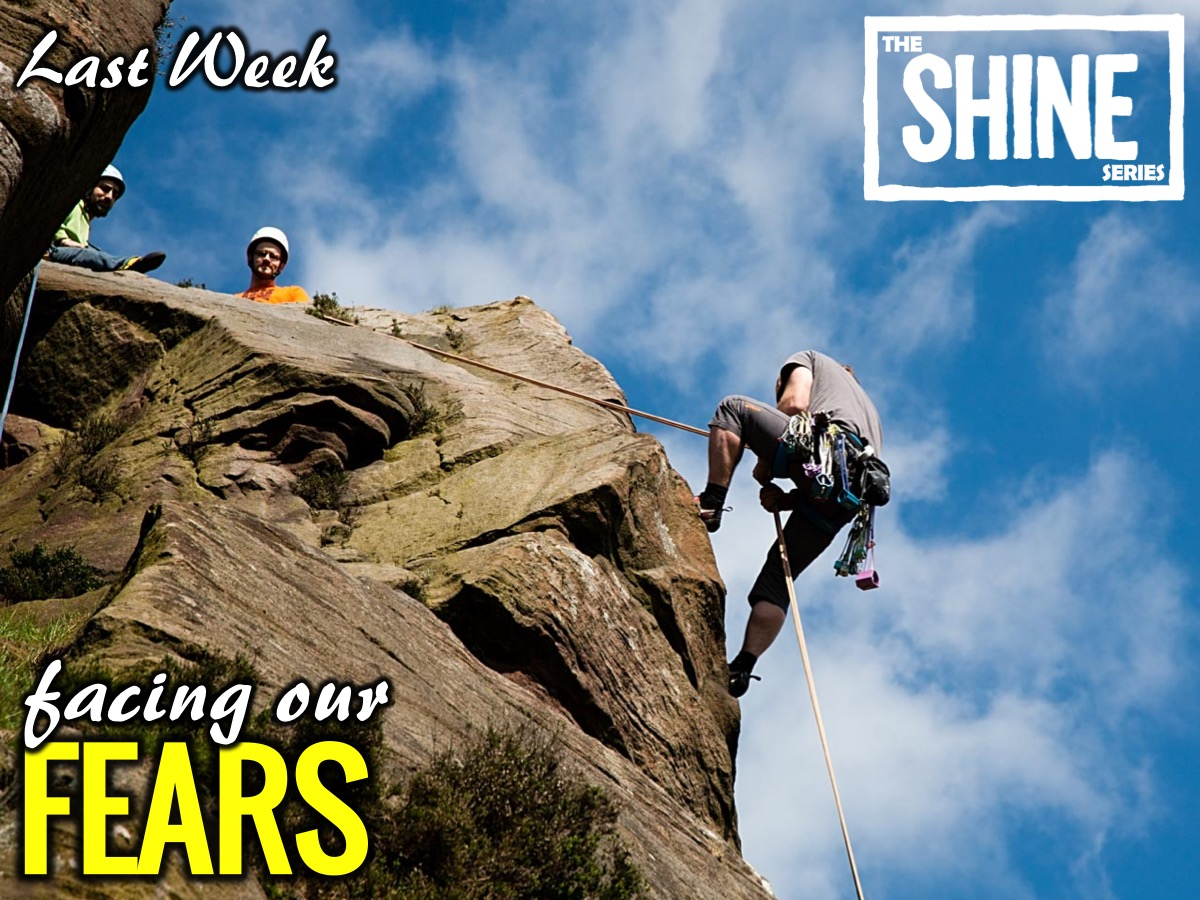 Last Week
THE
SHINE
SERIES
facing our
FEARS